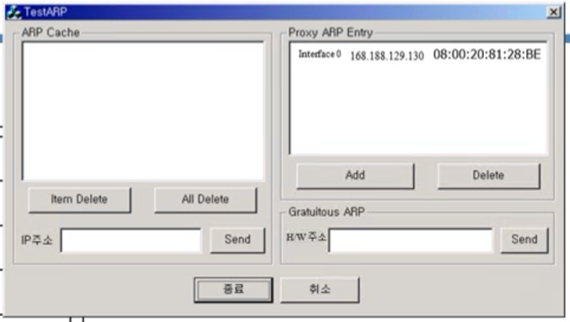 TestARP
ARP Cache
Item Delete
All Delete
IP주소
Send
Proxy ARP Entry
Interface 0 168.188.129.130 08:00:20:81:28:BE
Add
Delete
Gratuitous ARP
H/W 주소
Send
종료
취소